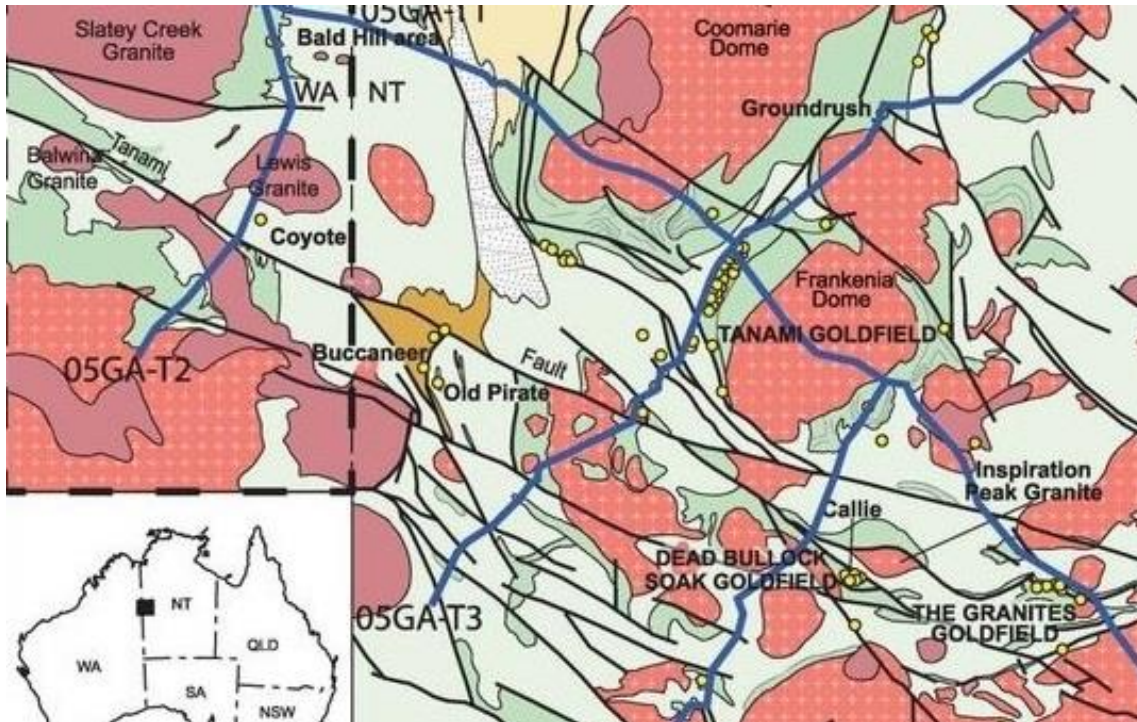 05GA-T1
Slatey Creek
Granite
Bald Hill area
Coomarie
Dome
WA
NT
Groundrush
Tanami
Balwina
Granite
Lewis
Granite
Coyote
Frankenia
Dome
TANAMI GOLDFIELD
05GA-T2
Buccaneer
Fault
Old Pirate
Inspiration
Peak Granite
Callie
DEAD BULLOCK
SOAK GOLDFIELD
05GA-T3
THE GRANITES
GOLDFIELD
NT
WA
QLD
SA
NSW